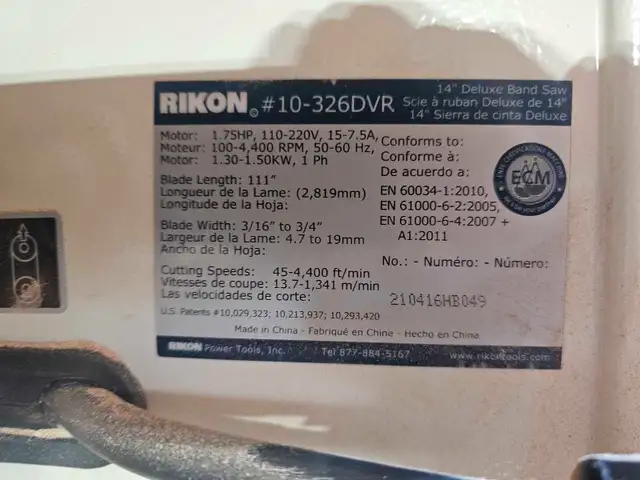 RIKON® #10-326DVR
14" Deluxe Band Saw
Scie à ruban Deluxe de 14"
14" Sierra de cinta Deluxe
Motor: 1.75HP, 110-220V, 15-7.5A,
Moteur: 100-4,400 RPM, 50-60 Hz,
Motor: 1.30-1.50KW, 1 Ph
Blade Length: 111"
Longueur de la Lame: (2,819mm)
Longitude de la Hoja:
Blade Width: 3/16" to 3/4"
Largeur de la Lame: 4.7 to 19mm
Ancho de la Hoja:
Cutting Speeds: 45-4,400 ft/min
Vitesses de coupe: 13.7-1,341 m/min
Las velocidades de corte:
U.S. Patents #10,029,323; 10,213,937; 10,293,420
Conforms to:
Conforme à:
De acuerdo a:
EN 60034-1:2010,
EN 61000-6-2:2005,
EN 61000-6-4:2007 +
A1:2011
ECM
No.: - Numéro: - Número:
210416HB049
Made in China - Fabriqué en Chine - Hecho en China
RIKON Power Tools, Inc. Tel 877-884-5167 www.rikontools.com